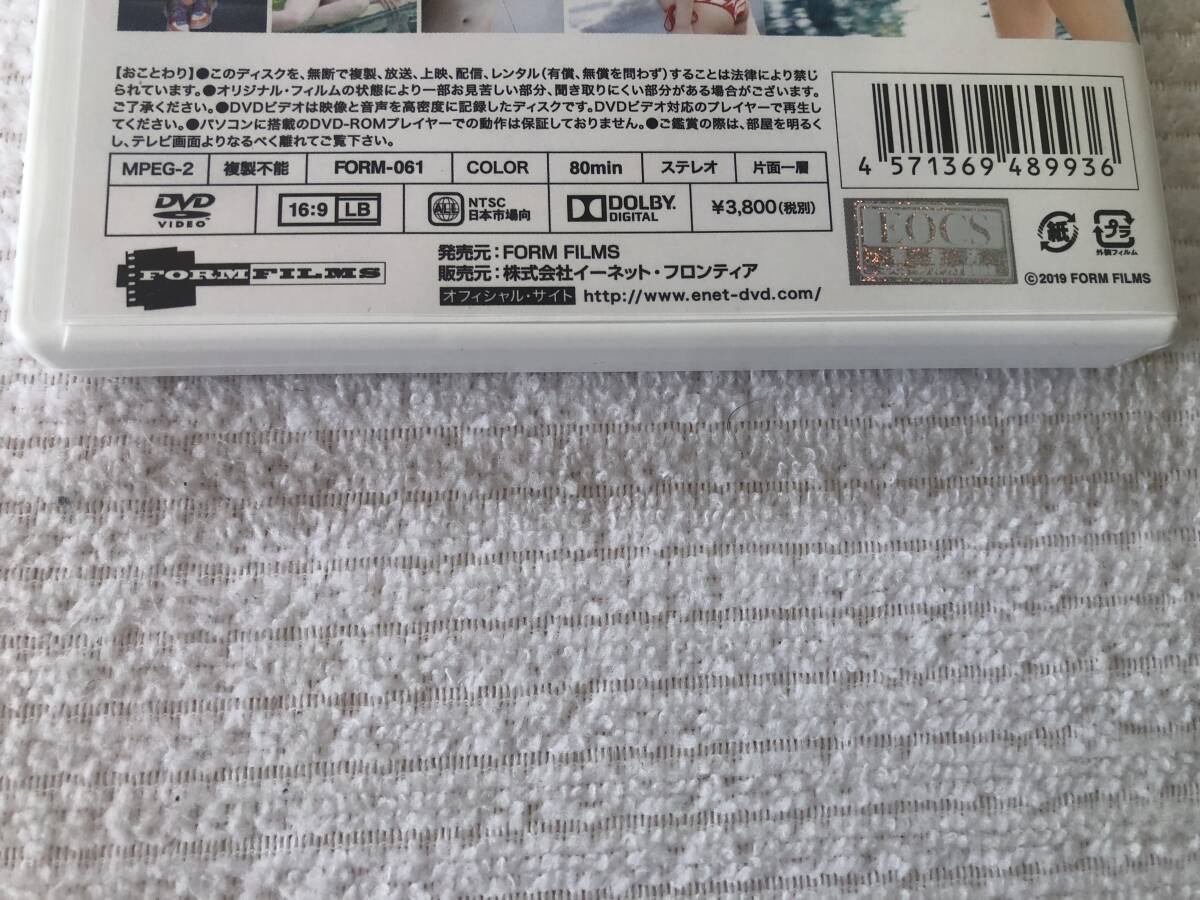 【おことわり】●このディスクを、無断で複製、放送、上映、配信、レンタル(有償、無償を問わず)することは法律により禁じ
られています。●オリジナル・フィルムの状態により一部お見苦しい部分、聞き取りにくい部分がある場合がございます。
ご了承ください。●DVDビデオは映像と音声を高密度に記録したディスクです。DVDビデオ対応のプレイヤーで再生し
てください。●パソコンに搭載のDVD-ROMプレイヤーでの動作は保証しておりません。●ご鑑賞の際は、部屋を明るく
し、テレビ画面よりなるべく離れてご覧下さい。
MPEG-2 複製不能 FORM-061 COLOR 80min ステレオ 片面一層
DVD VIDEO 16:9 LB ALL NTSC 日本市場向 DOLBY DIGITAL ¥3,800(税別)
FORM FILMS
発売元:FORM FILMS
販売元:株式会社イーネット・フロンティア
オフィシャル・サイト http://www.enet-dvd.com/
4 571369 489936
EOCS
紙 プラ
外装フィルム
©2019 FORM FILMS